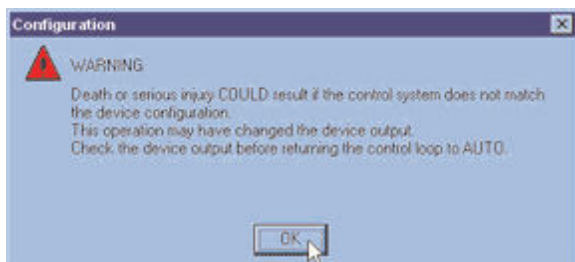 Configuration
WARNING
Death or serious injury COULD result if the control system does not match
the device configuration.
This operation may have changed the device output.
Check the device output before returning the control loop to AUTO.
OK